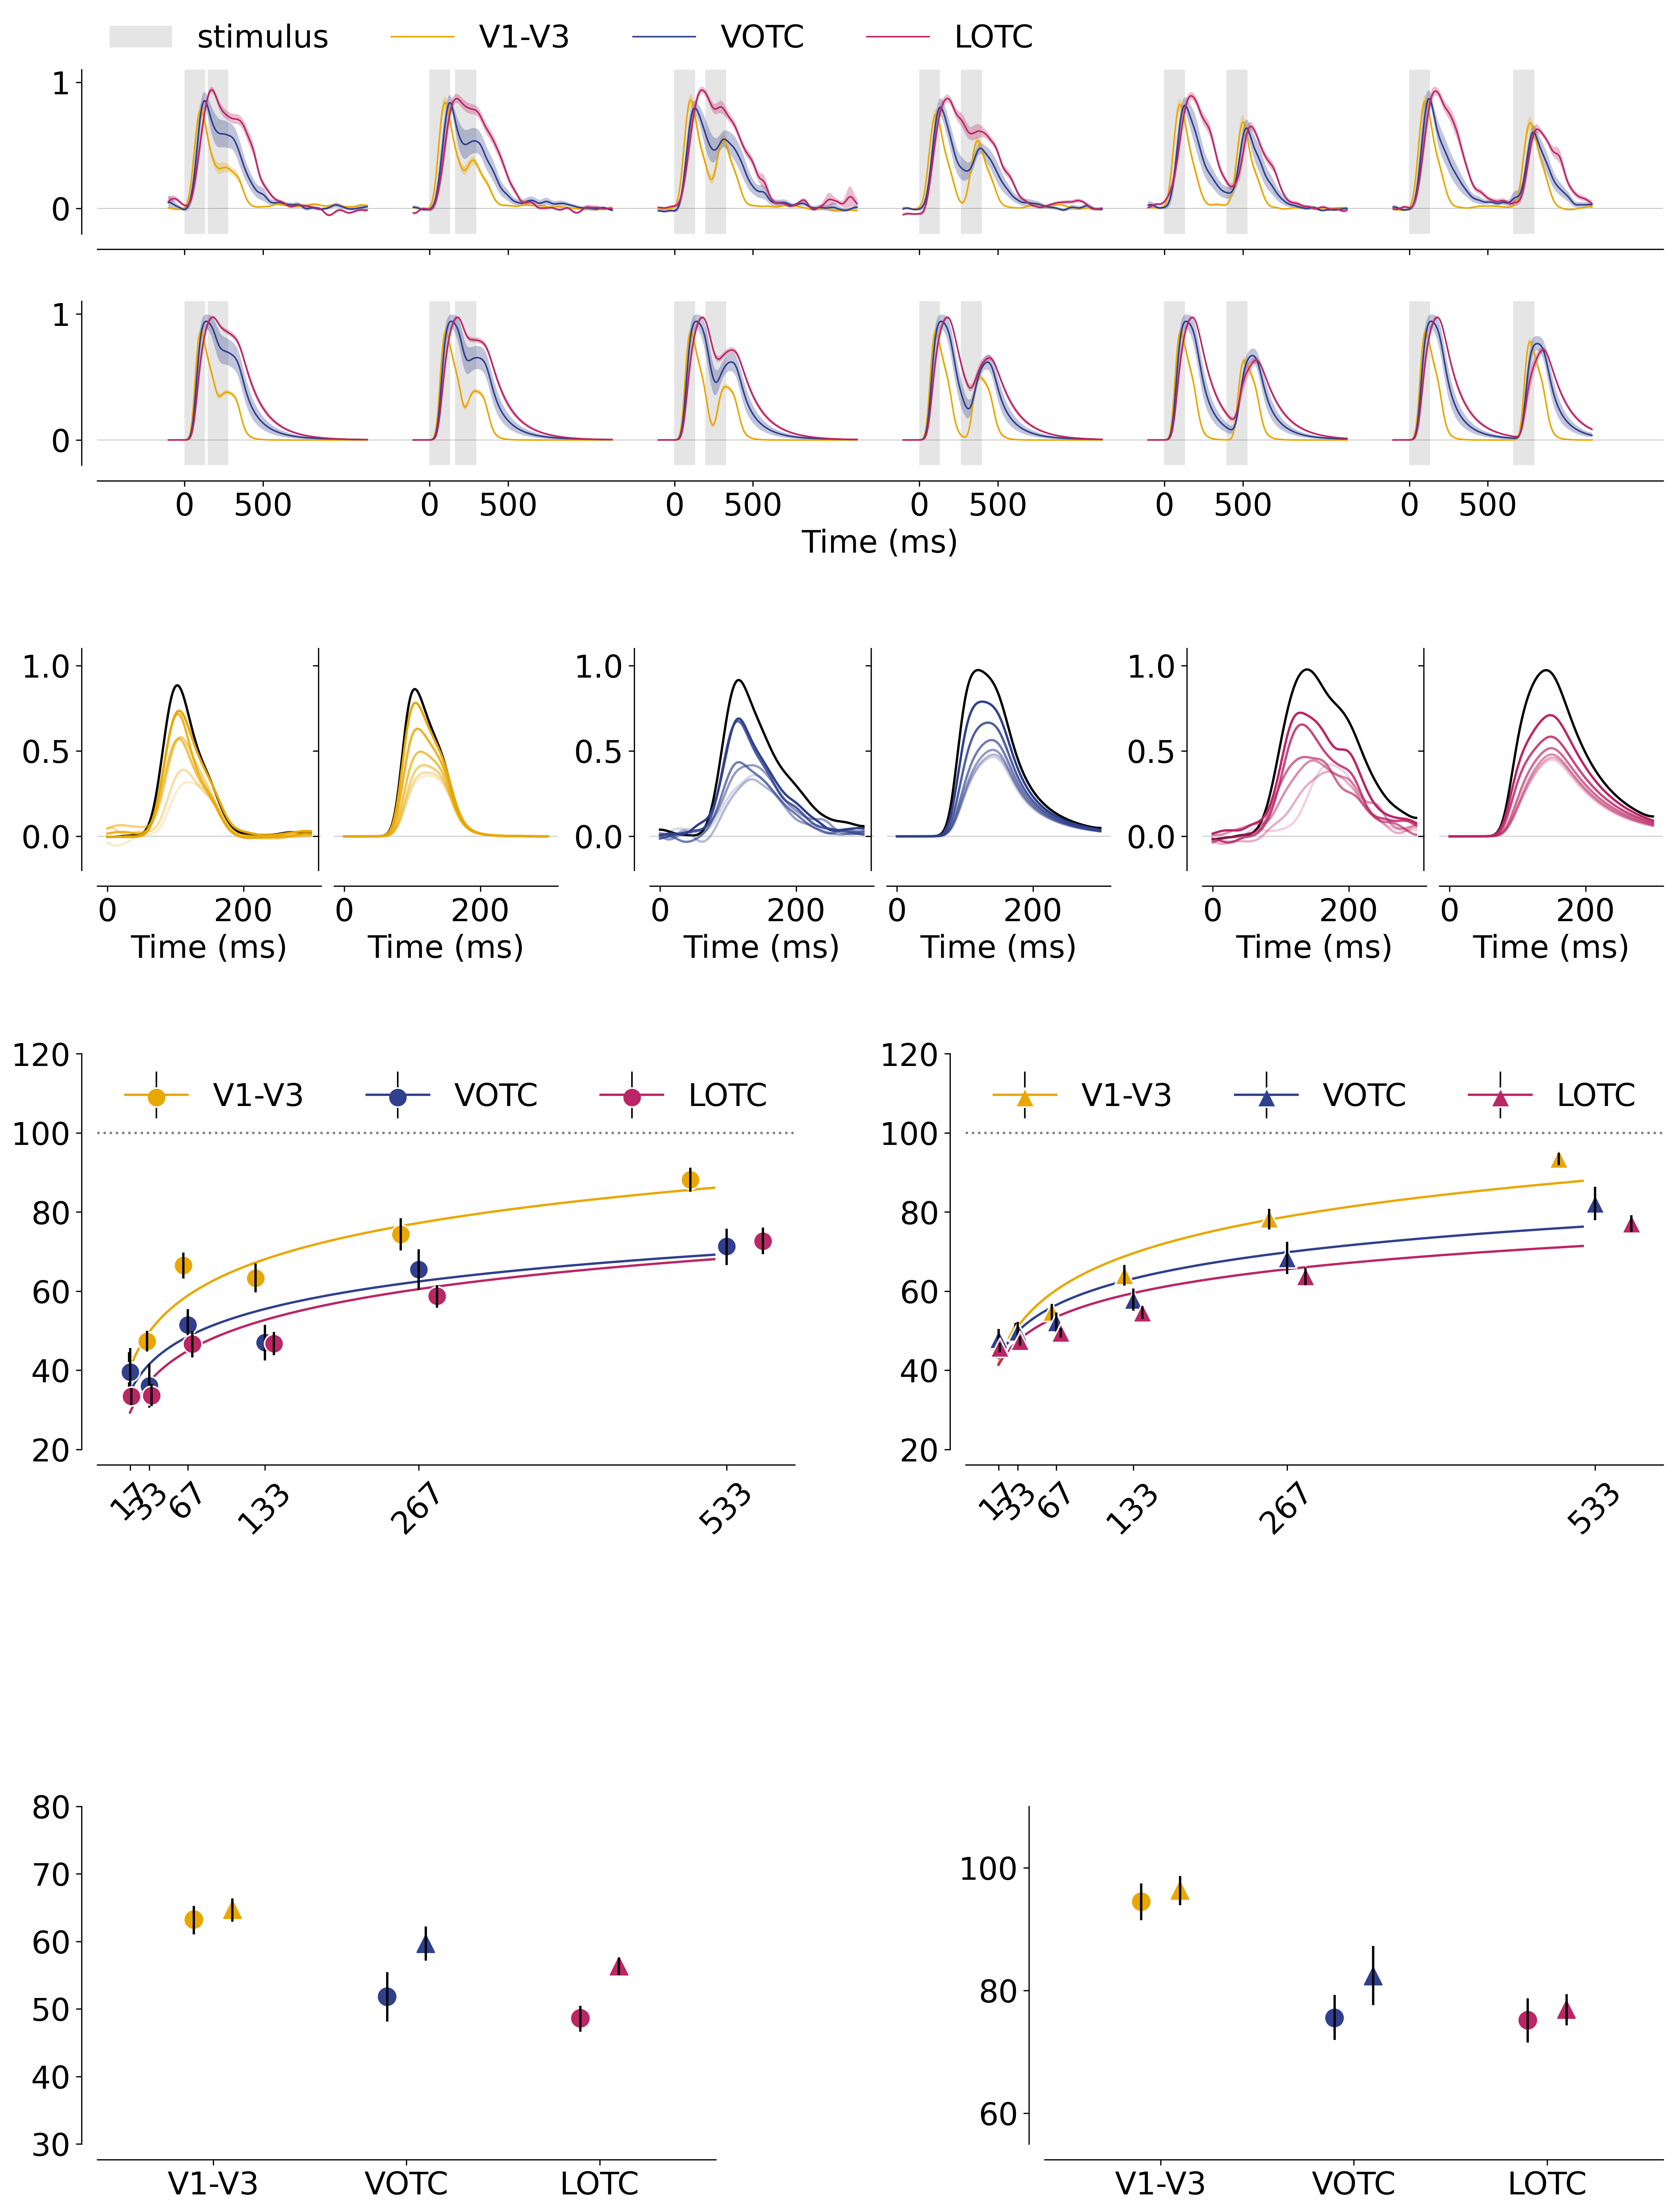 stimulus V1-V3 VOTC LOTC
1
0
1
0
0 500 0 500 0 500 0 500 0 500 0 500
Time (ms)
1.0 1.0 1.0
0.5 0.5 0.5
0.0 0.0 0.0
0 200 0 200 0 200 0 200 0 200 0 200
Time (ms) Time (ms) Time (ms) Time (ms) Time (ms) Time (ms)
120 120
V1-V3 VOTC LOTC V1-V3 VOTC LOTC
100 100
80 80
60 60
40 40
20 20
17 33 67 133 267 533 17 33 67 133 267 533
80
70 100
60
50 80
40
60
30
V1-V3 VOTC LOTC V1-V3 VOTC LOTC